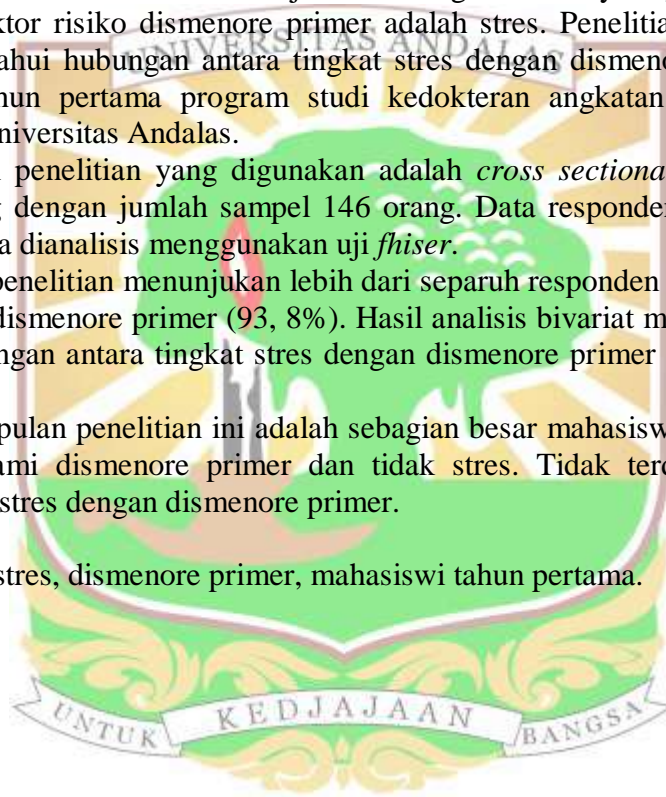 ktor risiko dismenore primer adalah stres. Penelitia
UNIVERSITAS ANDALAS
ahui hubungan antara tingkat stres dengan dismeno
hun pertama program studi kedokteran angkatan
niversitas Andalas.
penelitian yang digunakan adalah cross sectiona
dengan jumlah sampel 146 orang. Data responde
a dianalisis menggunakan uji fhiser.
penelitian menunjukan lebih dari separuh responden
dismenore primer (93, 8%). Hasil analisis bivariat m
ngan antara tingkat stres dengan dismenore primer
pulan penelitian ini adalah sebagian besar mahasisw
ami dismenore primer dan tidak stres. Tidak terd
stres dengan dismenore primer.
stres, dismenore primer, mahasiswi tahun pertama.
UNTUK KEDJAJAAN BANGSA